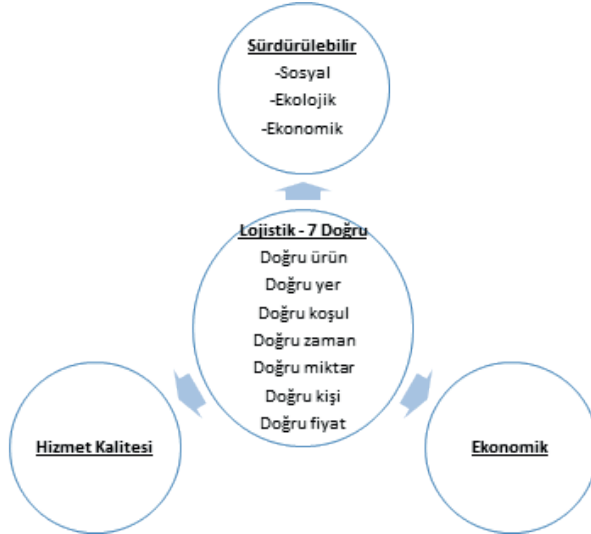 Sürdürülebilir
-Sosyal
-Ekolojik
-Ekonomik
Lojistik - 7 Doğru
Doğru ürün
Doğru yer
Doğru koşul
Doğru zaman
Doğru miktar
Doğru kişi
Doğru fiyat
Hizmet Kalitesi
Ekonomik